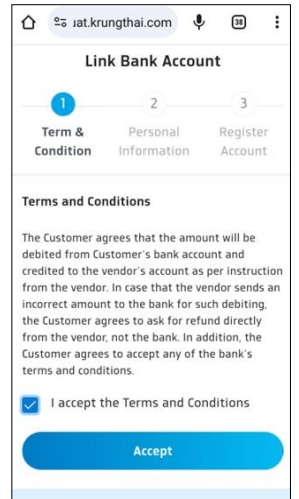 uat.krungthai.com
38
Link Bank Account
1 2 3
Term & Condition
Personal Information
Register Account
Terms and Conditions
The Customer agrees that the amount will be
debited from Customer's bank account and
credited to the vendor's account as per instruction
from the vendor. In case that the vendor sends an
incorrect amount to the bank for such debiting,
the Customer agrees to ask for refund directly
from the vendor, not the bank. In addition, the
Customer agrees to accept any of the bank's
terms and conditions.
I accept the Terms and Conditions
Accept